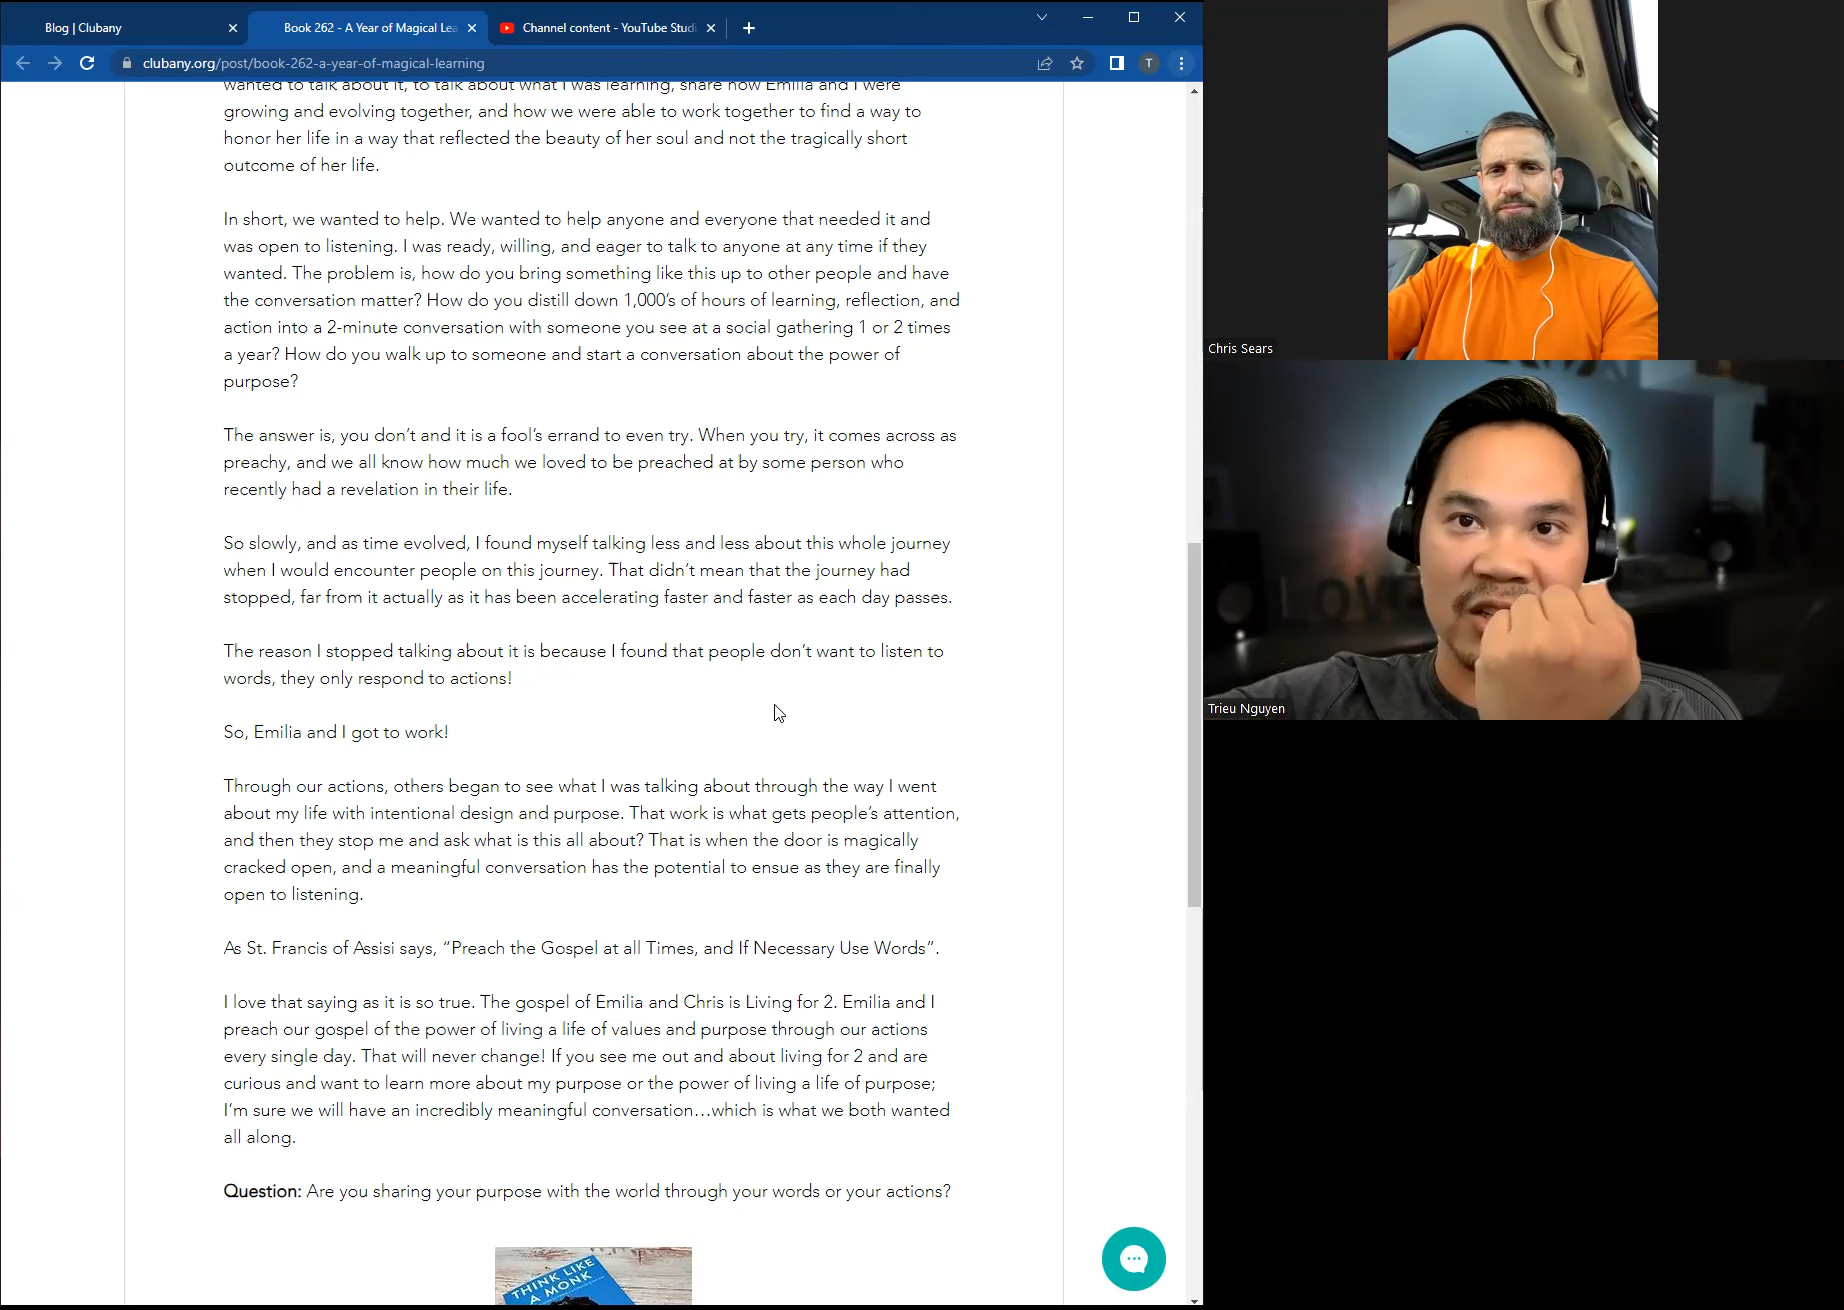 Blog | Clubany
Book 262 - A Year of Magical Lea
Channel content - YouTube Studi
clubany.org/post/book-262-a-year-of-magical-learning
wanted to talk about it, to talk about what I was learning, share how Emilia and I were
growing and evolving together, and how we were able to work together to find a way to
honor her life in a way that reflected the beauty of her soul and not the tragically short
outcome of her life.
In short, we wanted to help. We wanted to help anyone and everyone that needed it and
was open to listening. I was ready, willing, and eager to talk to anyone at any time if they
wanted. The problem is, how do you bring something like this up to other people and have
the conversation matter? How do you distill down 1,000’s of hours of learning, reflection, and
action into a 2-minute conversation with someone you see at a social gathering 1 or 2 times
a year? How do you walk up to someone and start a conversation about the power of
purpose?
The answer is, you don’t and it is a fool’s errand to even try. When you try, it comes across as
preachy, and we all know how much we loved to be preached at by some person who
recently had a revelation in their life.
So slowly, and as time evolved, I found myself talking less and less about this whole journey
when I would encounter people on this journey. That didn’t mean that the journey had
stopped, far from it actually as it has been accelerating faster and faster as each day passes.
The reason I stopped talking about it is because I found that people don’t want to listen to
words, they only respond to actions!
So, Emilia and I got to work!
Through our actions, others began to see what I was talking about through the way I went
about my life with intentional design and purpose. That work is what gets people’s attention,
and then they stop me and ask what is this all about? That is when the door is magically
cracked open, and a meaningful conversation has the potential to ensue as they are finally
open to listening.
As St. Francis of Assisi says, “Preach the Gospel at all Times, and If Necessary Use Words”.
I love that saying as it is so true. The gospel of Emilia and Chris is Living for 2. Emilia and I
preach our gospel of the power of living a life of values and purpose through our actions
every single day. That will never change! If you see me out and about living for 2 and are
curious and want to learn more about my purpose or the power of living a life of purpose;
I’m sure we will have an incredibly meaningful conversation…which is what we both wanted
all along.
Question: Are you sharing your purpose with the world through your words or your actions?
THINK LIKE
A MONK
T
Chris Sears
LOVE
Trieu Nguyen